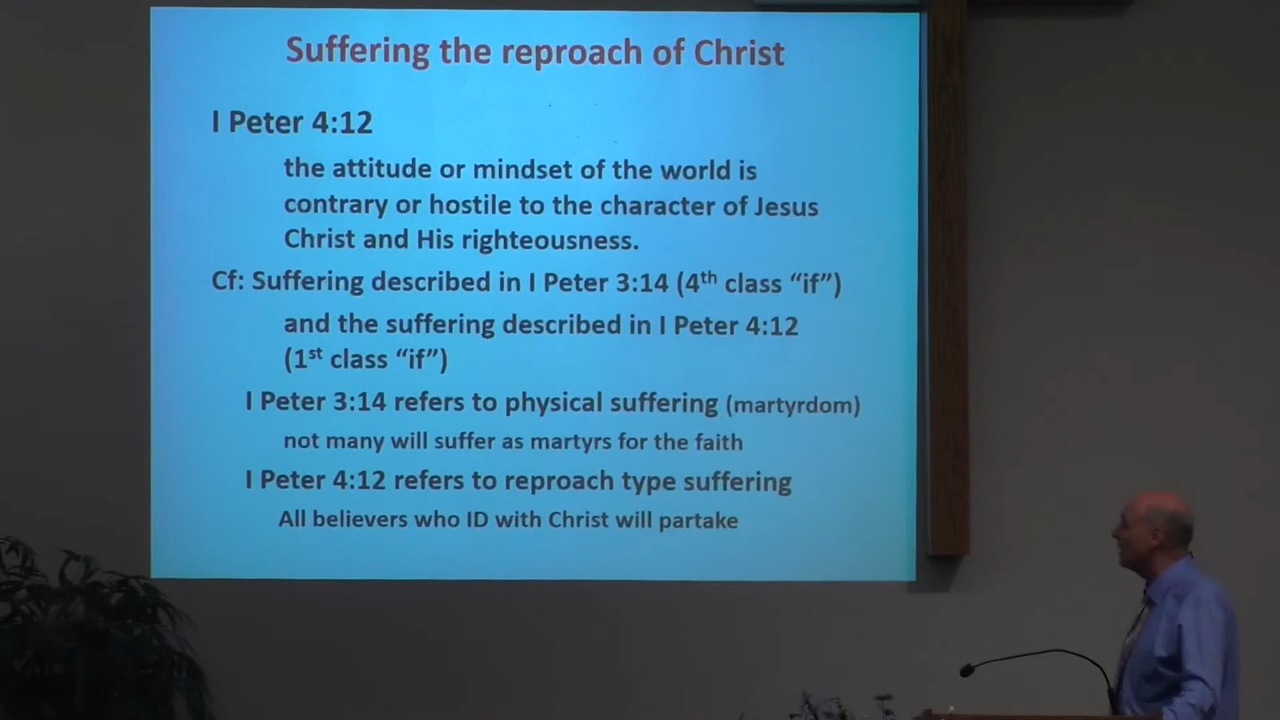 Suffering the reproach of Christ
I Peter 4:12
the attitude or mindset of the world is
contrary or hostile to the character of Jesus
Christ and His righteousness.
Cf: Suffering described in I Peter 3:14 (4th class “if”)
and the suffering described in I Peter 4:12
(1st class “if”)
I Peter 3:14 refers to physical suffering (martyrdom)
not many will suffer as martyrs for the faith
I Peter 4:12 refers to reproach type suffering
All believers who ID with Christ will partake